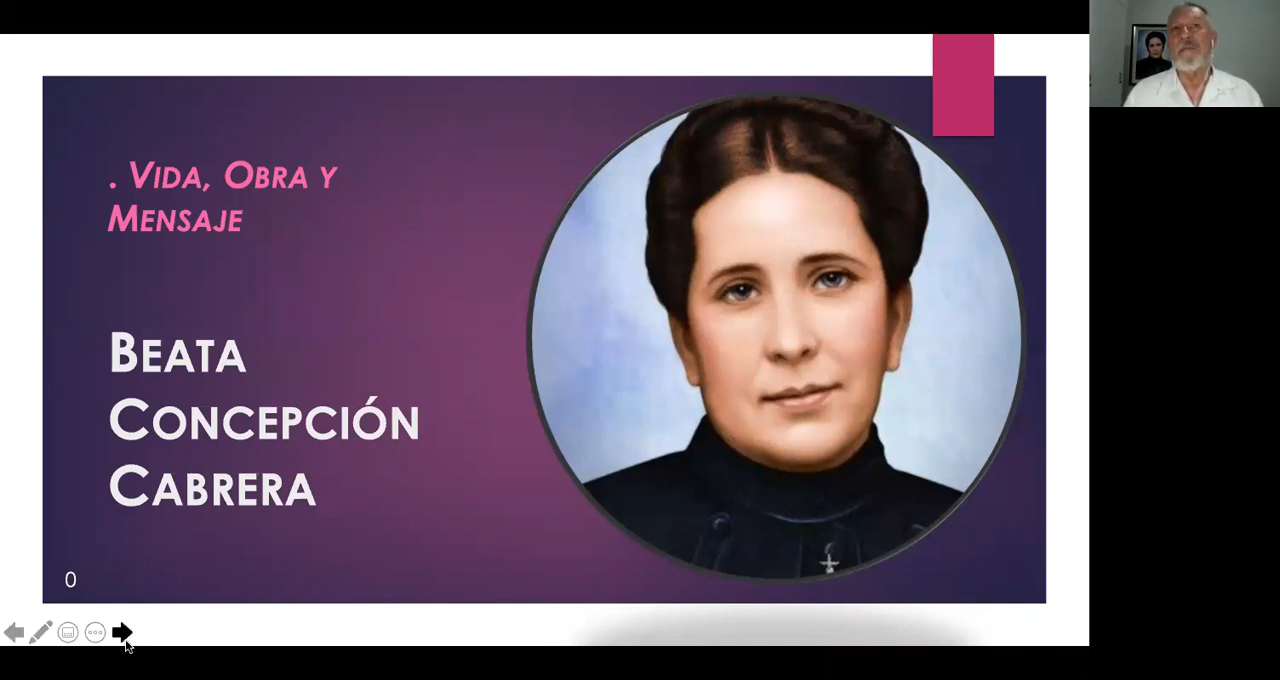 . Vida, Obra y
Mensaje
Beata
Concepción
Cabrera
0